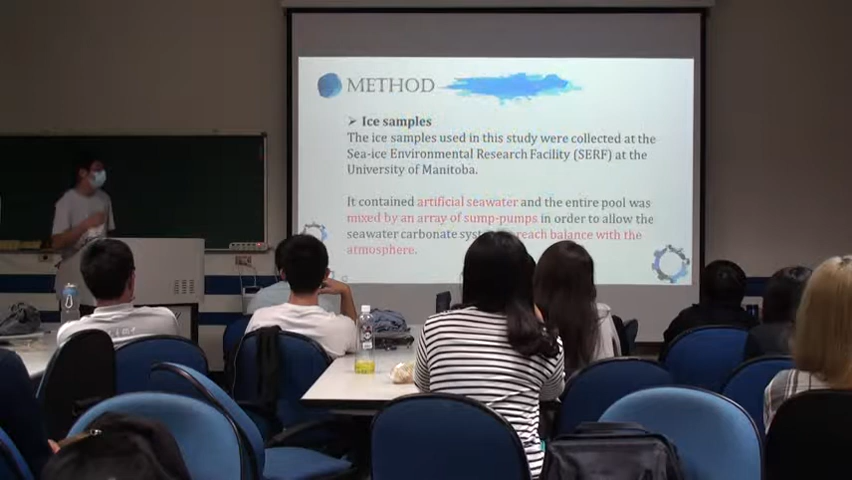 METHOD
➢ Ice samples
The ice samples used in this study were collected at the
Sea-ice Environmental Research Facility (SERF) at the
University of Manitoba.
It contained artificial seawater and the entire pool was
mixed by an array of sump-pumps in order to allow the
seawater carbonate reach balance with the
atmosphere.